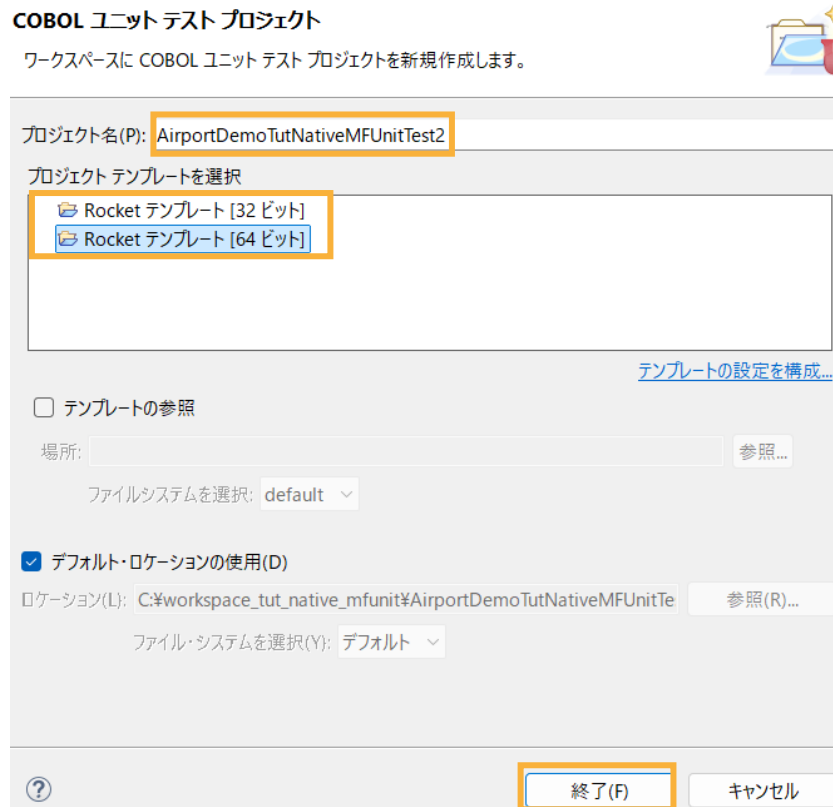 COBOL ユニット テスト プロジェクト
ワークスペースに COBOL ユニット テスト プロジェクトを新規作成します。
プロジェクト名(P): AirportDemoTutNativeMFUnitTest2
プロジェクト テンプレートを選択
Rocket テンプレート [32 ビット]
Rocket テンプレート [64 ビット]
テンプレートの設定を構成...
テンプレートの参照
場所: 参照...
ファイルシステムを選択: default
デフォルト・ロケーションの使用(D)
ロケーション(L): C:¥workspace_tut_native_mfunit¥AirportDemoTutNativeMFUnitTe 参照(R)...
ファイル・システムを選択(Y): デフォルト
? 終了(F) キャンセル